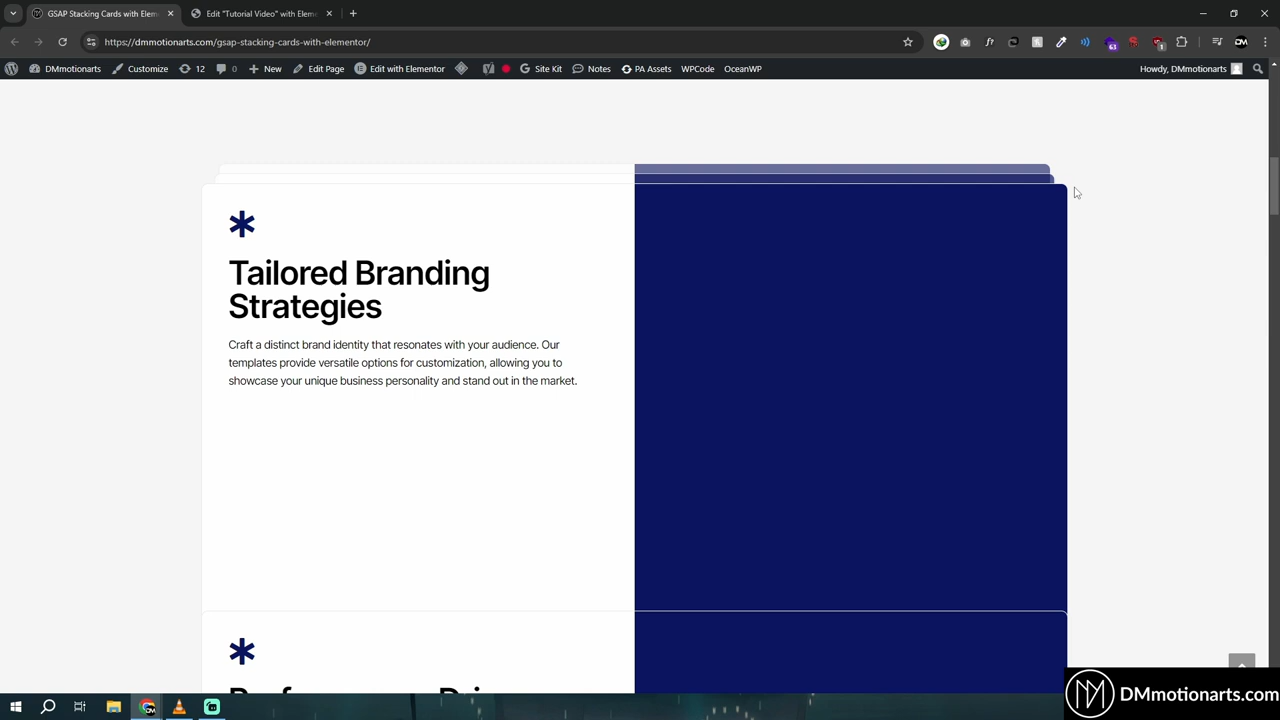 GSAP Stacking Cards with Elem
Edit "Tutorial Video" with Elem
https://dmmotionarts.com/gsap-stacking-cards-with-elementor/
DMmotionarts
Customize
12
0
New
Edit Page
Edit with Elementor
Site Kit
Notes
PA Assets
WPCode
OceanWP
Howdy, DMmotionarts
Tailored Branding
Strategies
Craft a distinct brand identity that resonates with your audience. Our
templates provide versatile options for customization, allowing you to
showcase your unique business personality and stand out in the market.
DMmotionarts.com